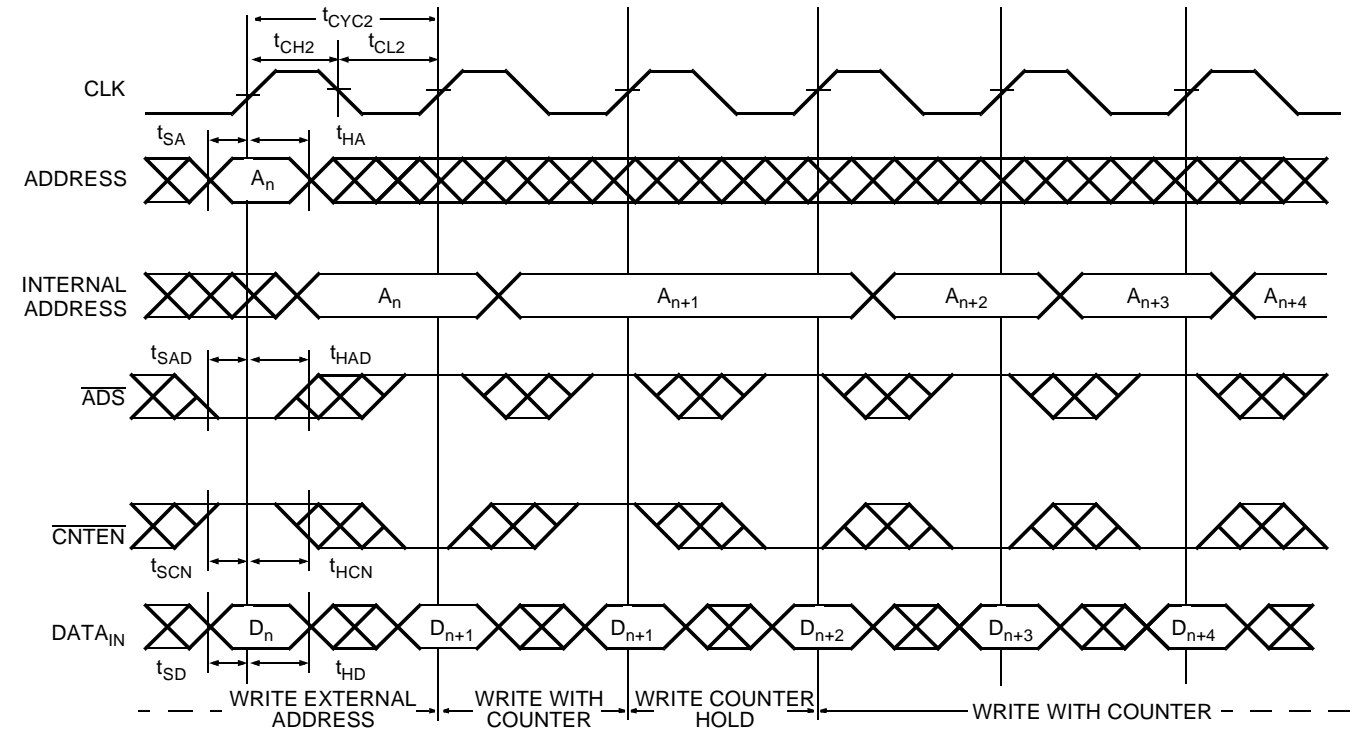 tCYC2
tCH2 tCL2
CLK
tSA tHA
ADDRESS An
INTERNAL ADDRESS An An+1 An+2 An+3 An+4
tSAD tHAD
ADS
CNTEN
tSCN tHCN
DATAIN Dn Dn+1 Dn+1 Dn+2 Dn+3 Dn+4
tSD tHD
WRITE EXTERNAL ADDRESS
WRITE WITH COUNTER
WRITE COUNTER HOLD
WRITE WITH COUNTER